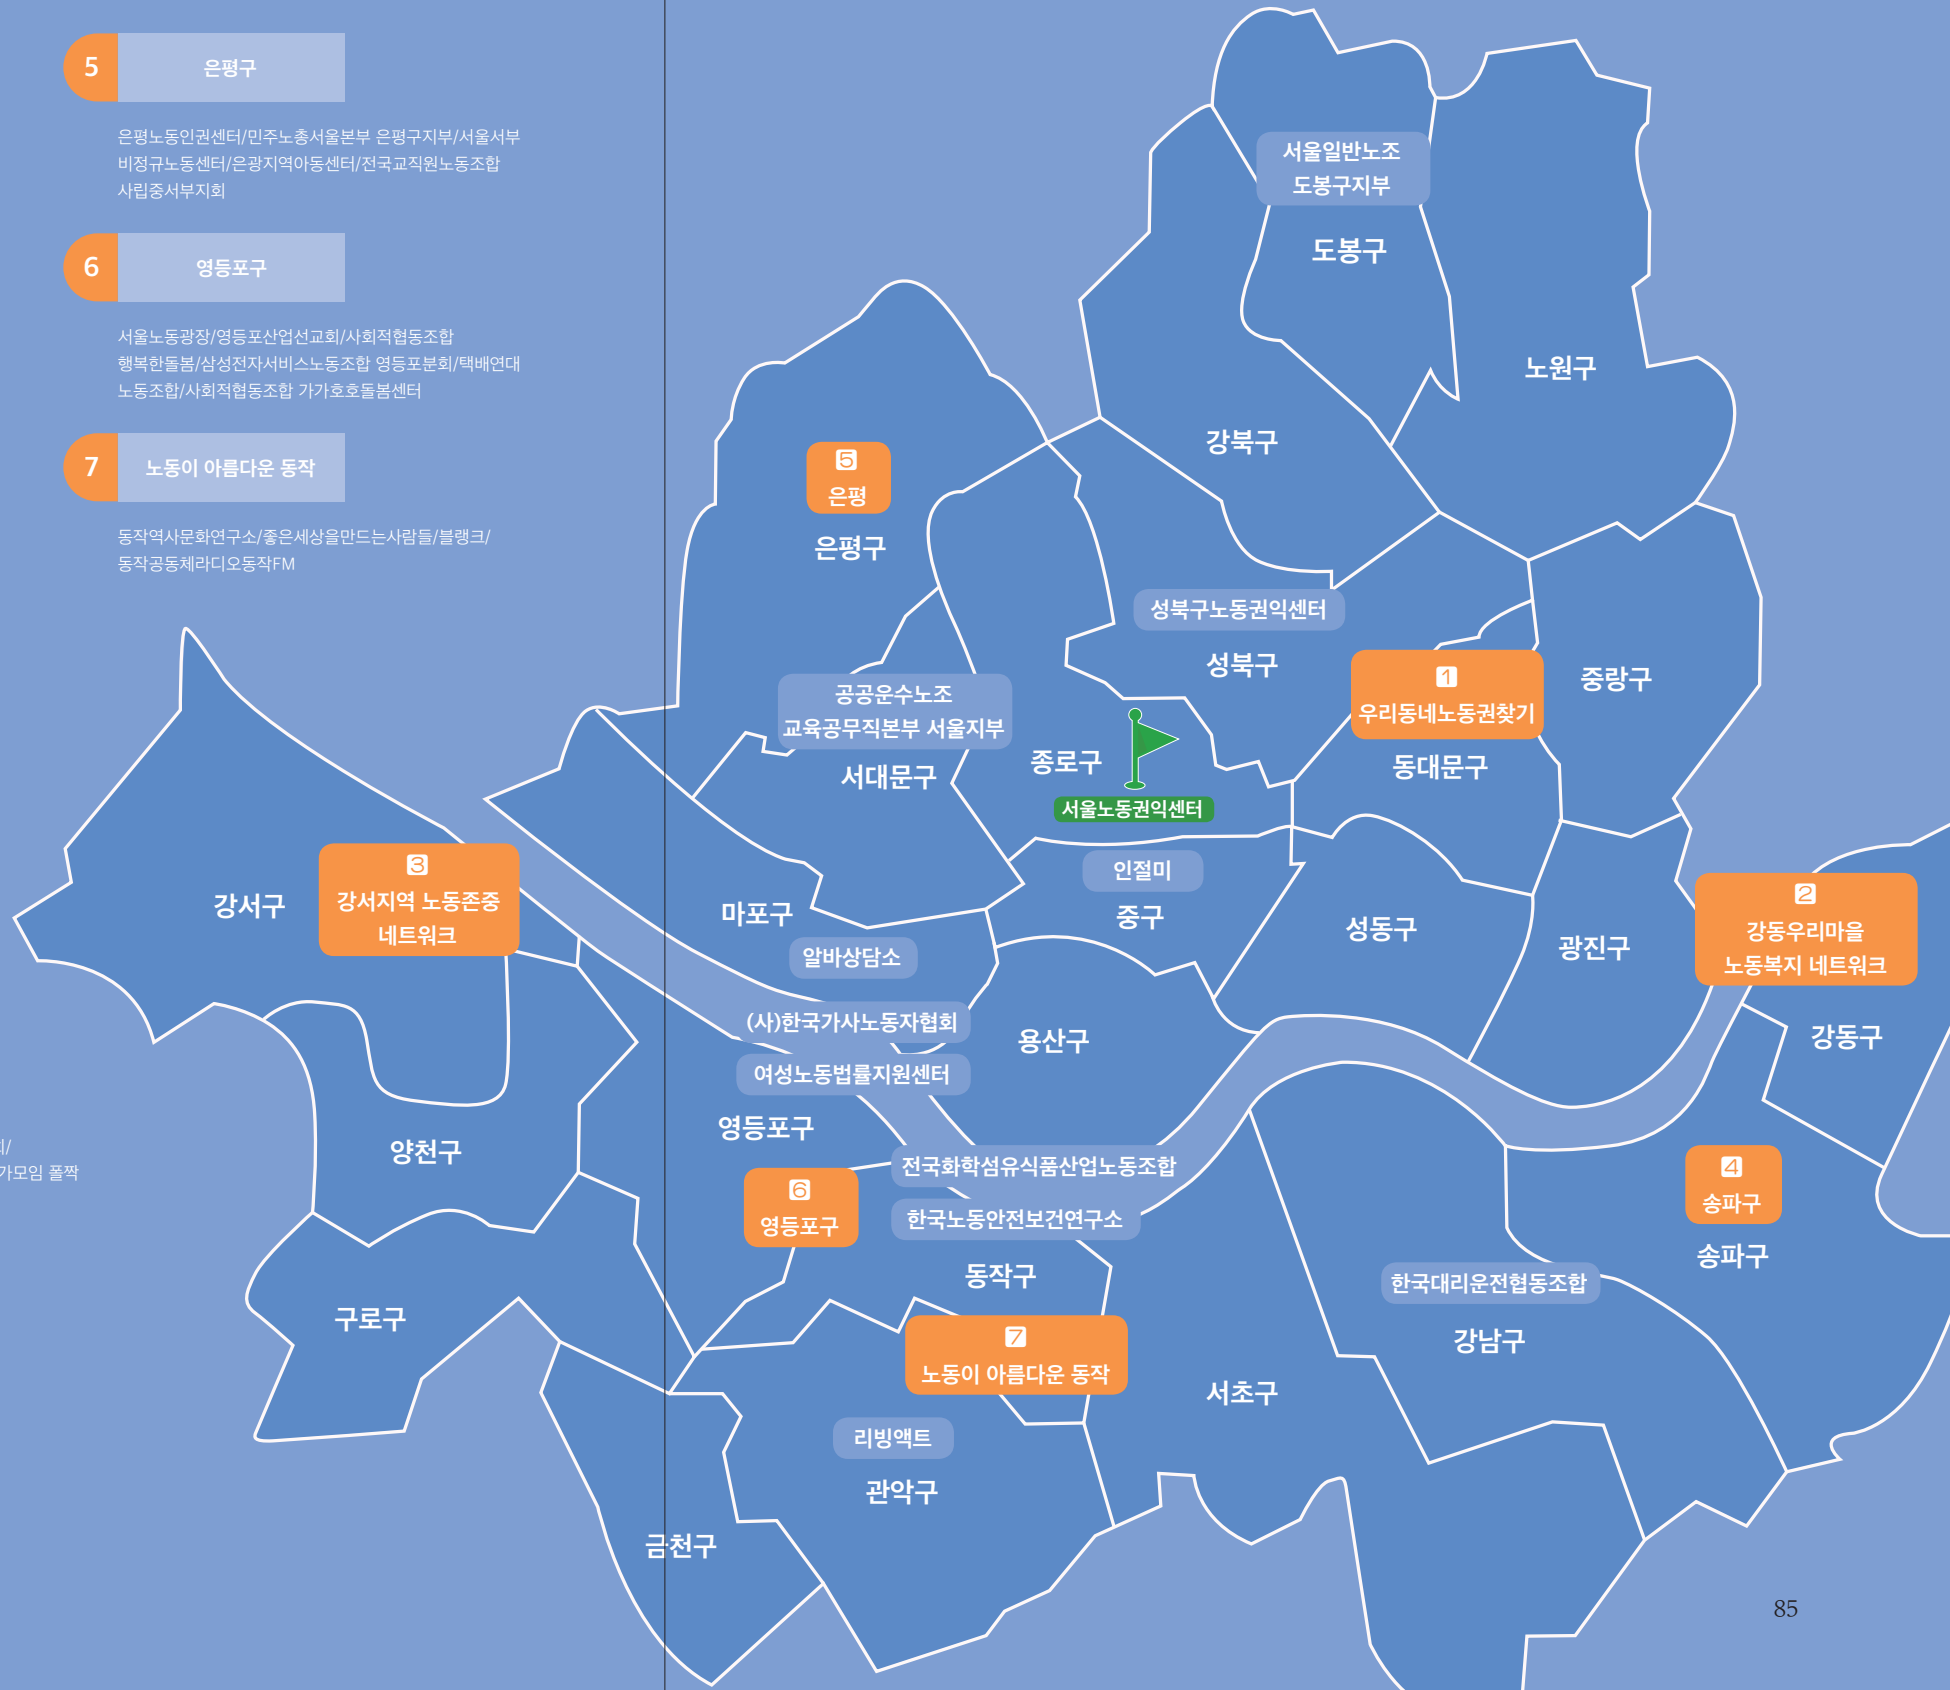 5
은평구
은평노동인권센터/민주노총서울본부 은평구지부/서울서부
비정규노동센터/은광지역아동센터/전국교직원노동조합
사립중서부지회
6
영등포구
서울노동광장/영등포산업선교회/사회적협동조합
행복한돌봄/삼성전자서비스노동조합 영등포분회/택배연대
노동조합/사회적협동조합 가가호호돌봄센터
7
노동이 아름다운 동작
동작역사문화연구소/좋은세상을만드는사람들/블랭크/
동작공동체라디오동작FM
가모임 폴짝
서울일반노조
도봉구지부
도봉구
노원구
강북구
5
은평
은평구
성북구노동권익센터
성북구
1
우리동네노동권찾기
동대문구
중랑구
공공운수노조
교육공무직본부 서울지부
서대문구
종로구
서울노동권익센터
3
강서지역 노동존중
네트워크
강서구
마포구
알바상담소
인절미
중구
성동구
광진구
2
강동우리마을
노동복지 네트워크
강동구
(사)한국가사노동자협회
여성노동법률지원센터
용산구
영등포구
양천구
전국화학섬유식품산업노동조합
6
영등포구
한국노동안전보건연구소
4
송파구
송파구
동작구
한국대리운전협동조합
강남구
구로구
7
노동이 아름다운 동작
서초구
리빙액트
관악구
금천구
85